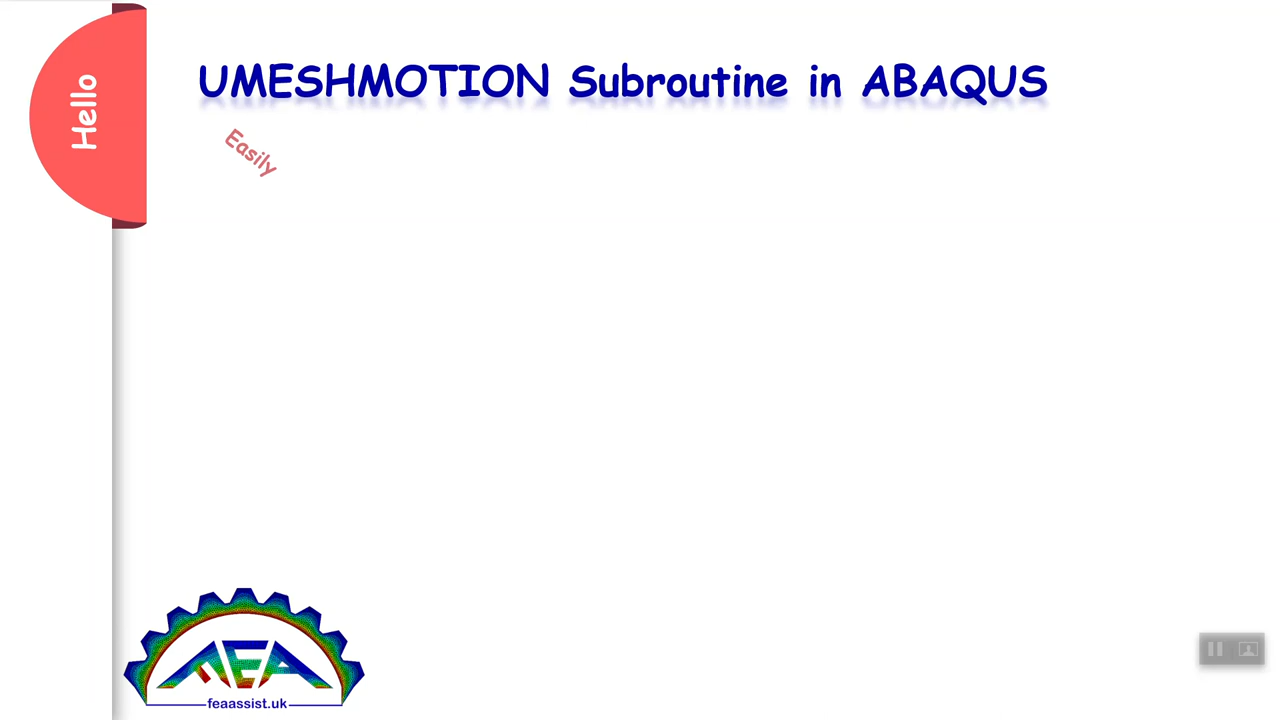 Hello
UMESHMOTION Subroutine in ABAQUS
Easily
FEA
feaassist.uk